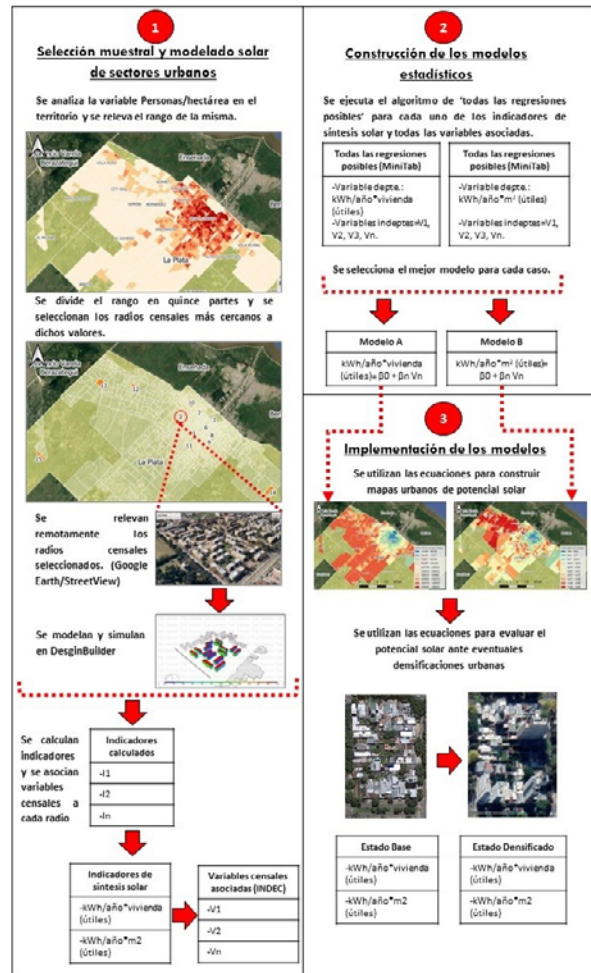 1
Selección muestral y modelado solar
de sectores urbanos
Se analiza la variable Personas/hectárea en el
territorio y se releva el rango de la misma.
Ensenada
La Plata
Se divide el rango en quince partes y se
seleccionan los radios censales más cercanos a
dichos valores.
Ensenada
La Plata
Se relevan
remotamente los
radios censales
seleccionados. (Google
Earth/StreetView)
Se modelan y simulan
en DesginBuilder
Se calculan
indicadores
y se asocian
variables
censales a
cada radio
Indicadores
calculados
-I1
-I2
-In
Indicadores de
síntesis solar
-kWh/año*vivienda
(útiles)
-kWh/año*m2
(útiles)
Variables censales
asociadas (INDEC)
-V1
-V2
-Vn
2
Construcción de los modelos
estadísticos
Se ejecuta el algoritmo de 'todas las regresiones
posibles' para cada uno de los indicadores de
síntesis solar y todas las variables asociadas.
Todas las regresiones
posibles (MiniTab)
-Variable depte.:
kWh/año*vivienda
(útiles)
-Variables indeptes=V1,
V2, V3, Vn.
Todas las regresiones
posibles (MiniTab)
-Variable depte.:
kWh/año*m² (útiles)
-Variables indeptes=V1,
V2, V3, Vn.
Se selecciona el mejor modelo para cada caso.
Modelo A
kWh/año*vivienda
(útiles)= β0 + βn Vn
Modelo B
kWh/año*m² (útiles)=
β0 + βn Vn
3
Implementación de los modelos
Se utilizan las ecuaciones para construir
mapas urbanos de potencial solar
Se utilizan las ecuaciones para evaluar el
potencial solar ante eventuales
densificaciones urbanas
Estado Base
-kWh/año*vivienda
(útiles)
-kWh/año*m2
(útiles)
Estado Densificado
-kWh/año*vivienda
(útiles)
-kWh/año*m2
(útiles)